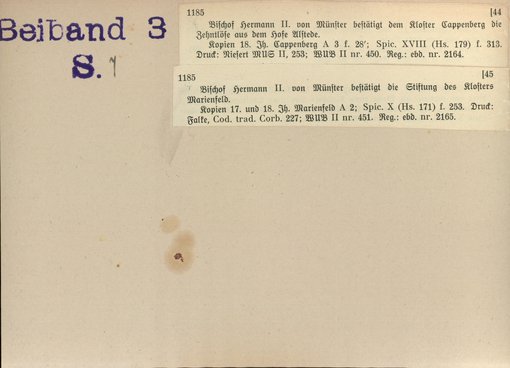 Beiband 3
S. 1
1185 [44
Bischof Hermann II. von Münster bestätigt dem Kloster Cappenberg die
Zehntlöse aus dem Hofe Alstede.
Kopien 18. Jh. Cappenberg A 3 f. 28'; Spic. XVIII (Hs. 179) f. 313.
Druck: Niesert MUS II, 253; WUB II nr. 450. Reg.: ebd. nr. 2164.
1185 [45
Bischof Hermann II. von Münster bestätigt die Stiftung des Klosters
Marienfeld.
Kopien 17. und 18. Jh. Marienfeld A 2; Spic. X (Hs. 171) f. 253. Druck:
Falke, Cod. trad. Corb. 227; WUB II nr. 451. Reg.: ebd. nr. 2165.